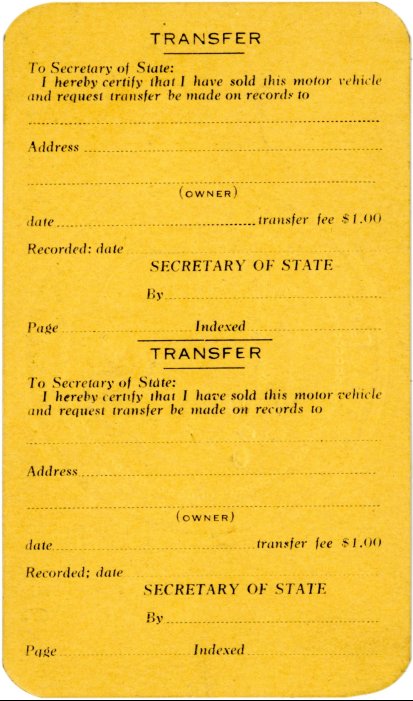 TRANSFER
To Secretary of State:
I hereby certify that I have sold this motor vehicle
and request transfer be made on records to
Address
(OWNER)
date transfer fee $1.00
Recorded: date
SECRETARY OF STATE
By
Page Indexed
TRANSFER
To Secretary of State:
I hereby certify that I have sold this motor vehicle
and request transfer be made on records to
Address
(OWNER)
date transfer fee $1.00
Recorded; date
SECRETARY OF STATE
By
Page Indexed